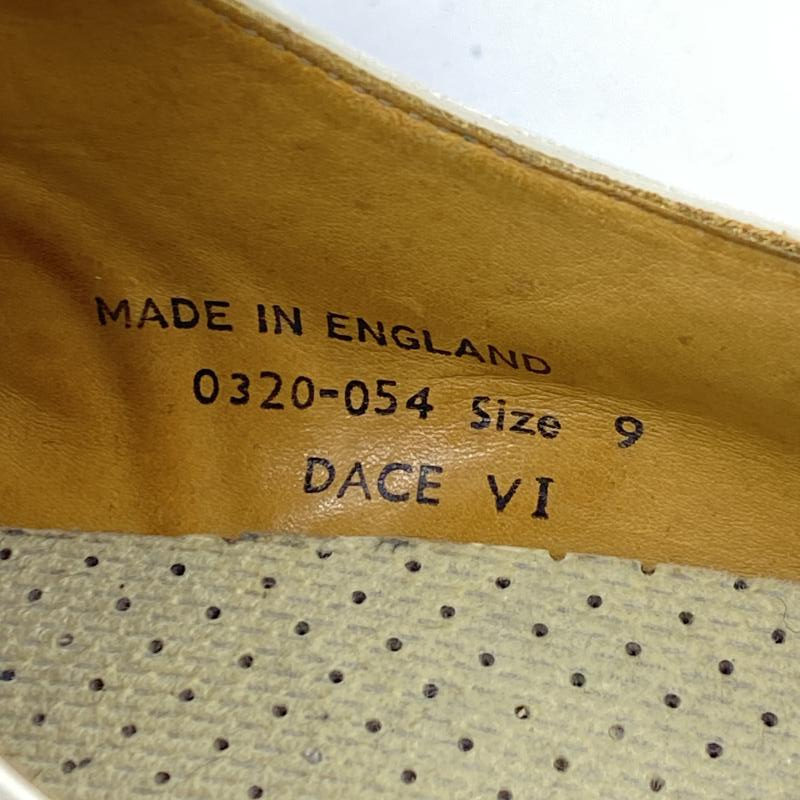 MADE IN ENGLAND
0320-054 Size 9
DACE VI